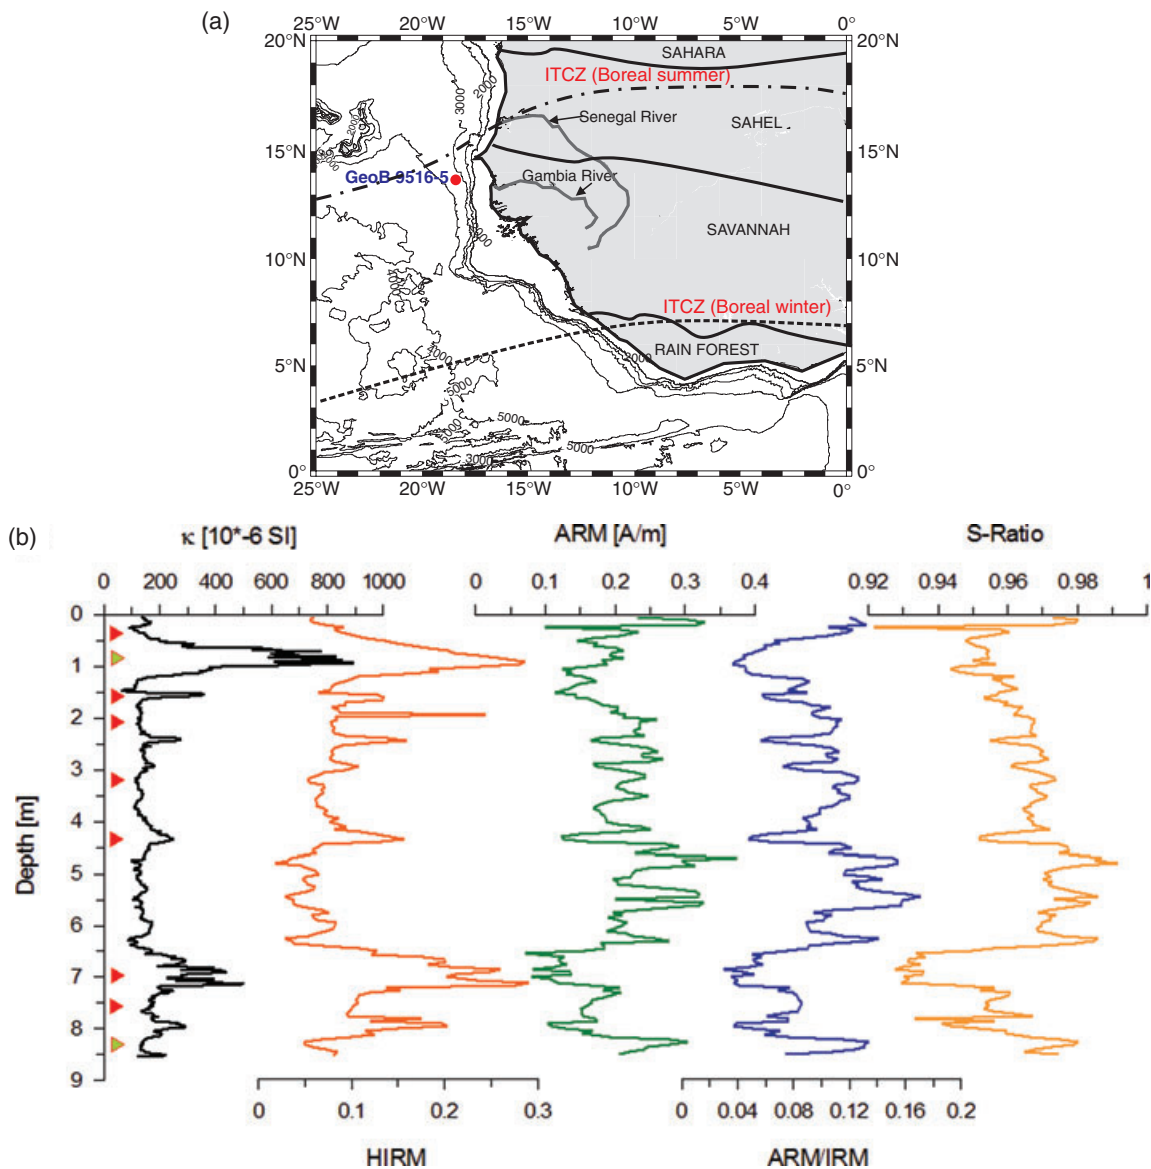 (a)
25°W 20°W 15°W 10°W 5°W 0°
20°N 20°N
SAHARA
ITCZ (Boreal summer)
2000
3000
Senegal River
SAHEL
15°N 15°N
GeoB 9516-5
Gambia River
SAVANNAH
10°N 10°N
ITCZ (Boreal winter)
RAIN FOREST
5°N 5°N
5000
5000
5000
3000
0° 0°
25°W 20°W 15°W 10°W 5°W 0°
(b)
κ [10*-6 SI] ARM [A/m] S-Ratio
0 200 400 600 800 1000 0 0.1 0.2 0.3 0.4 0.92 0.94 0.96 0.98 1
0
1
2
3
4
5
6
7
8
9
Depth [m]
0 0.1 0.2 0.3 0 0.04 0.08 0.12 0.16 0.2
HIRM ARM/IRM